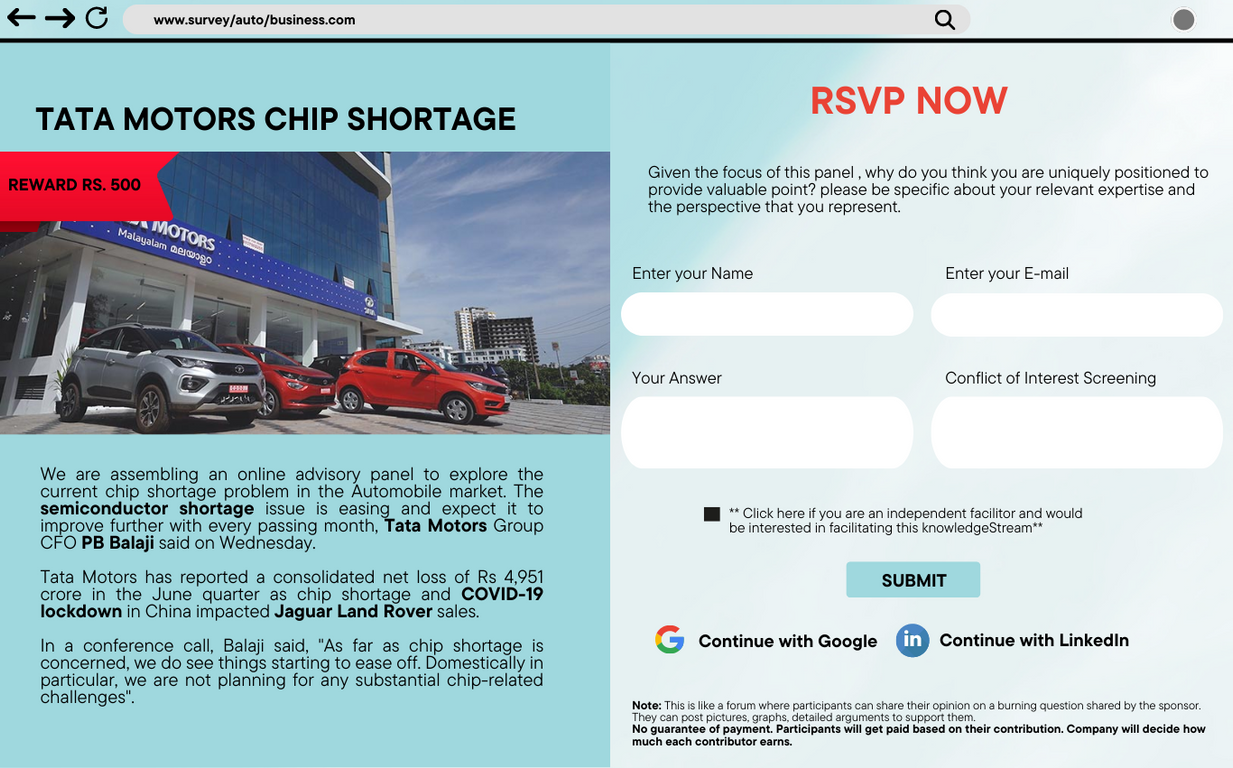 www.survey/auto/business.com
TATA MOTORS CHIP SHORTAGE
REWARD RS. 500
MOTORS
Malayalam മലയാളം
TATA
We are assembling an online advisory panel to explore the
current chip shortage problem in the Automobile market. The
semiconductor shortage issue is easing and expect it to
improve further with every passing month, Tata Motors Group
CFO PB Balaji said on Wednesday.
Tata Motors has reported a consolidated net loss of Rs 4,951
crore in the June quarter as chip shortage and COVID-19
lockdown in China impacted Jaguar Land Rover sales.
In a conference call, Balaji said, "As far as chip shortage is
concerned, we do see things starting to ease off. Domestically in
particular, we are not planning for any substantial chip-related
challenges".
RSVP NOW
Given the focus of this panel , why do you think you are uniquely positioned to
provide valuable point? please be specific about your relevant expertise and
the perspective that you represent.
Enter your Name
Enter your E-mail
Your Answer
Conflict of Interest Screening
** Click here if you are an independent facilitor and would
be interested in facilitating this knowledgeStream**
SUBMIT
Continue with Google
in
Continue with LinkedIn
Note: This is like a forum where participants can share their opinion on a burning question shared by the sponsor.
They can post pictures, graphs, detailed arguments to support them.
No guarantee of payment. Participants will get paid based on their contribution. Company will decide how
much each contributor earns.